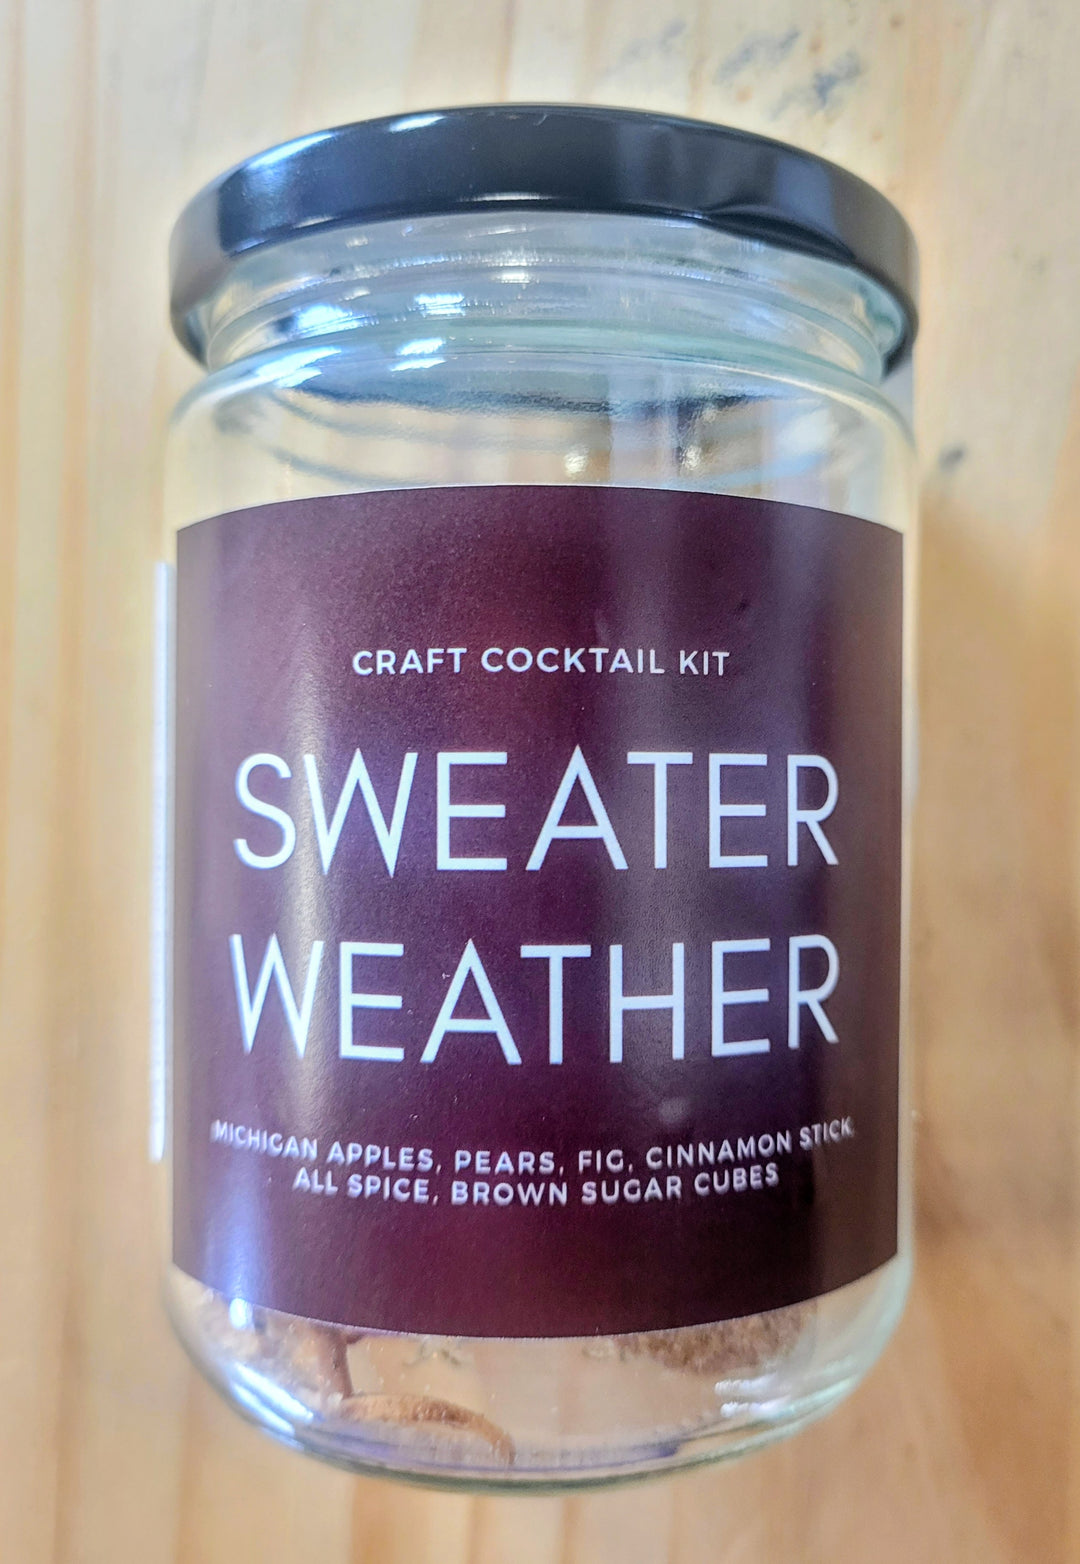 CRAFT COCKTAIL KIT
SWEATER
WEATHER
MICHIGAN APPLES, PEARS, FIG, CINNAMON STICK
ALL SPICE, BROWN SUGAR CUBES